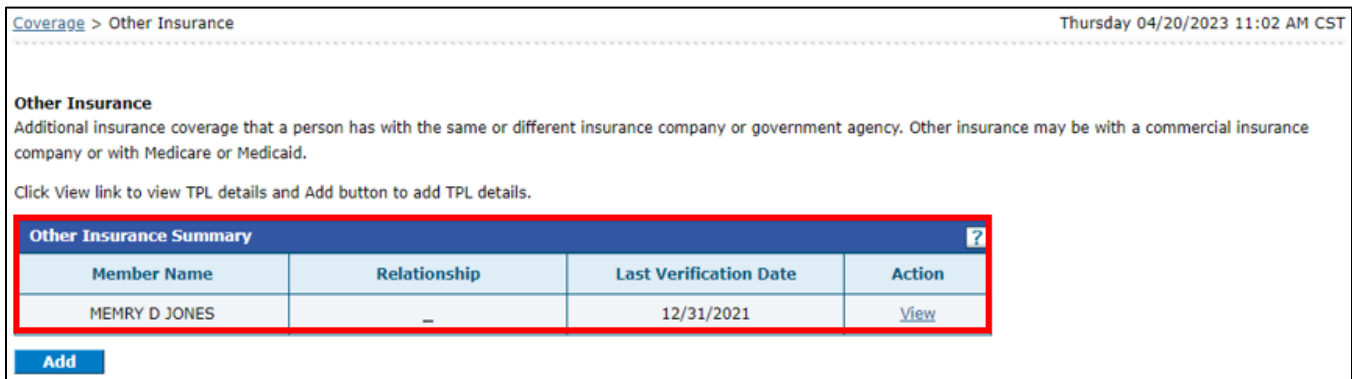 Coverage > Other Insurance Thursday 04/20/2023 11:02 AM CST
Other Insurance
Additional insurance coverage that a person has with the same or different insurance company or government agency. Other insurance may be with a commercial insurance
company or with Medicare or Medicaid.
Click View link to view TPL details and Add button to add TPL details.
Other Insurance Summary ?
Member Name Relationship Last Verification Date Action
MEMRY D JONES _ 12/31/2021 View
Add